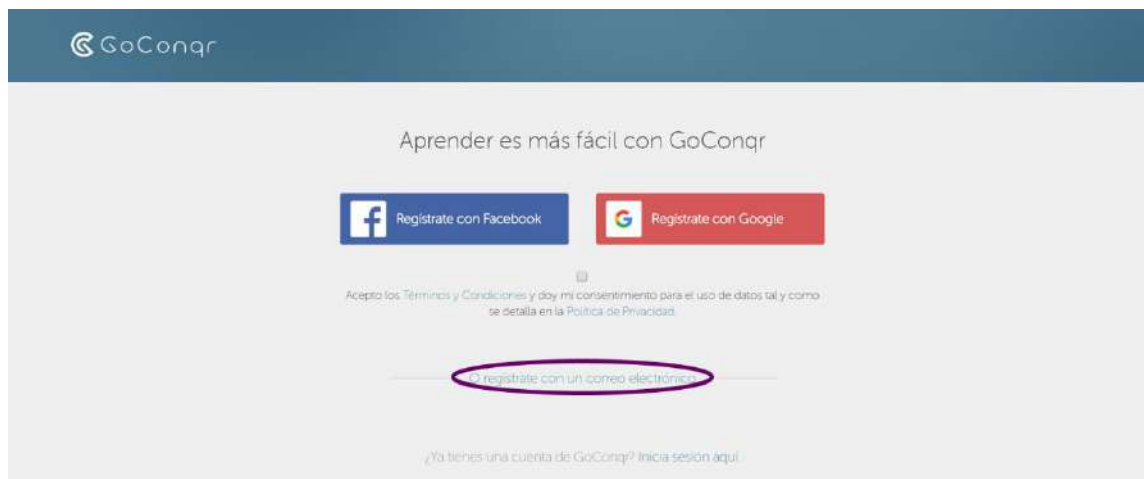 GoConqr
Aprender es más fácil con GoConqr
Regístrate con Facebook
G Regístrate con Google
Acepto los Términos y Condiciones y doy mi consentimiento para el uso de datos tal y como
se detalla en la Política de Privacidad.
O regístrate con un correo electrónico
¿Ya tienes una cuenta de GoConqr? Inicia sesión aquí.